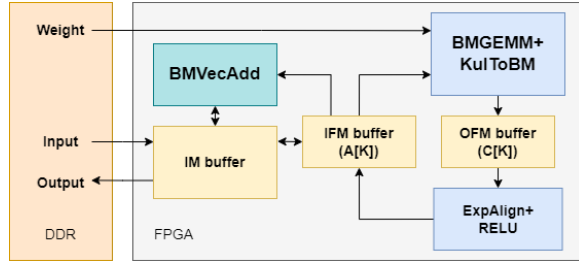 Weight
BMGEMM+
KulToBM
BMVecAdd
Input
IM buffer
IFM buffer
(A[K])
OFM buffer
(C[K])
Output
ExpAlign+
RELU
DDR
FPGA